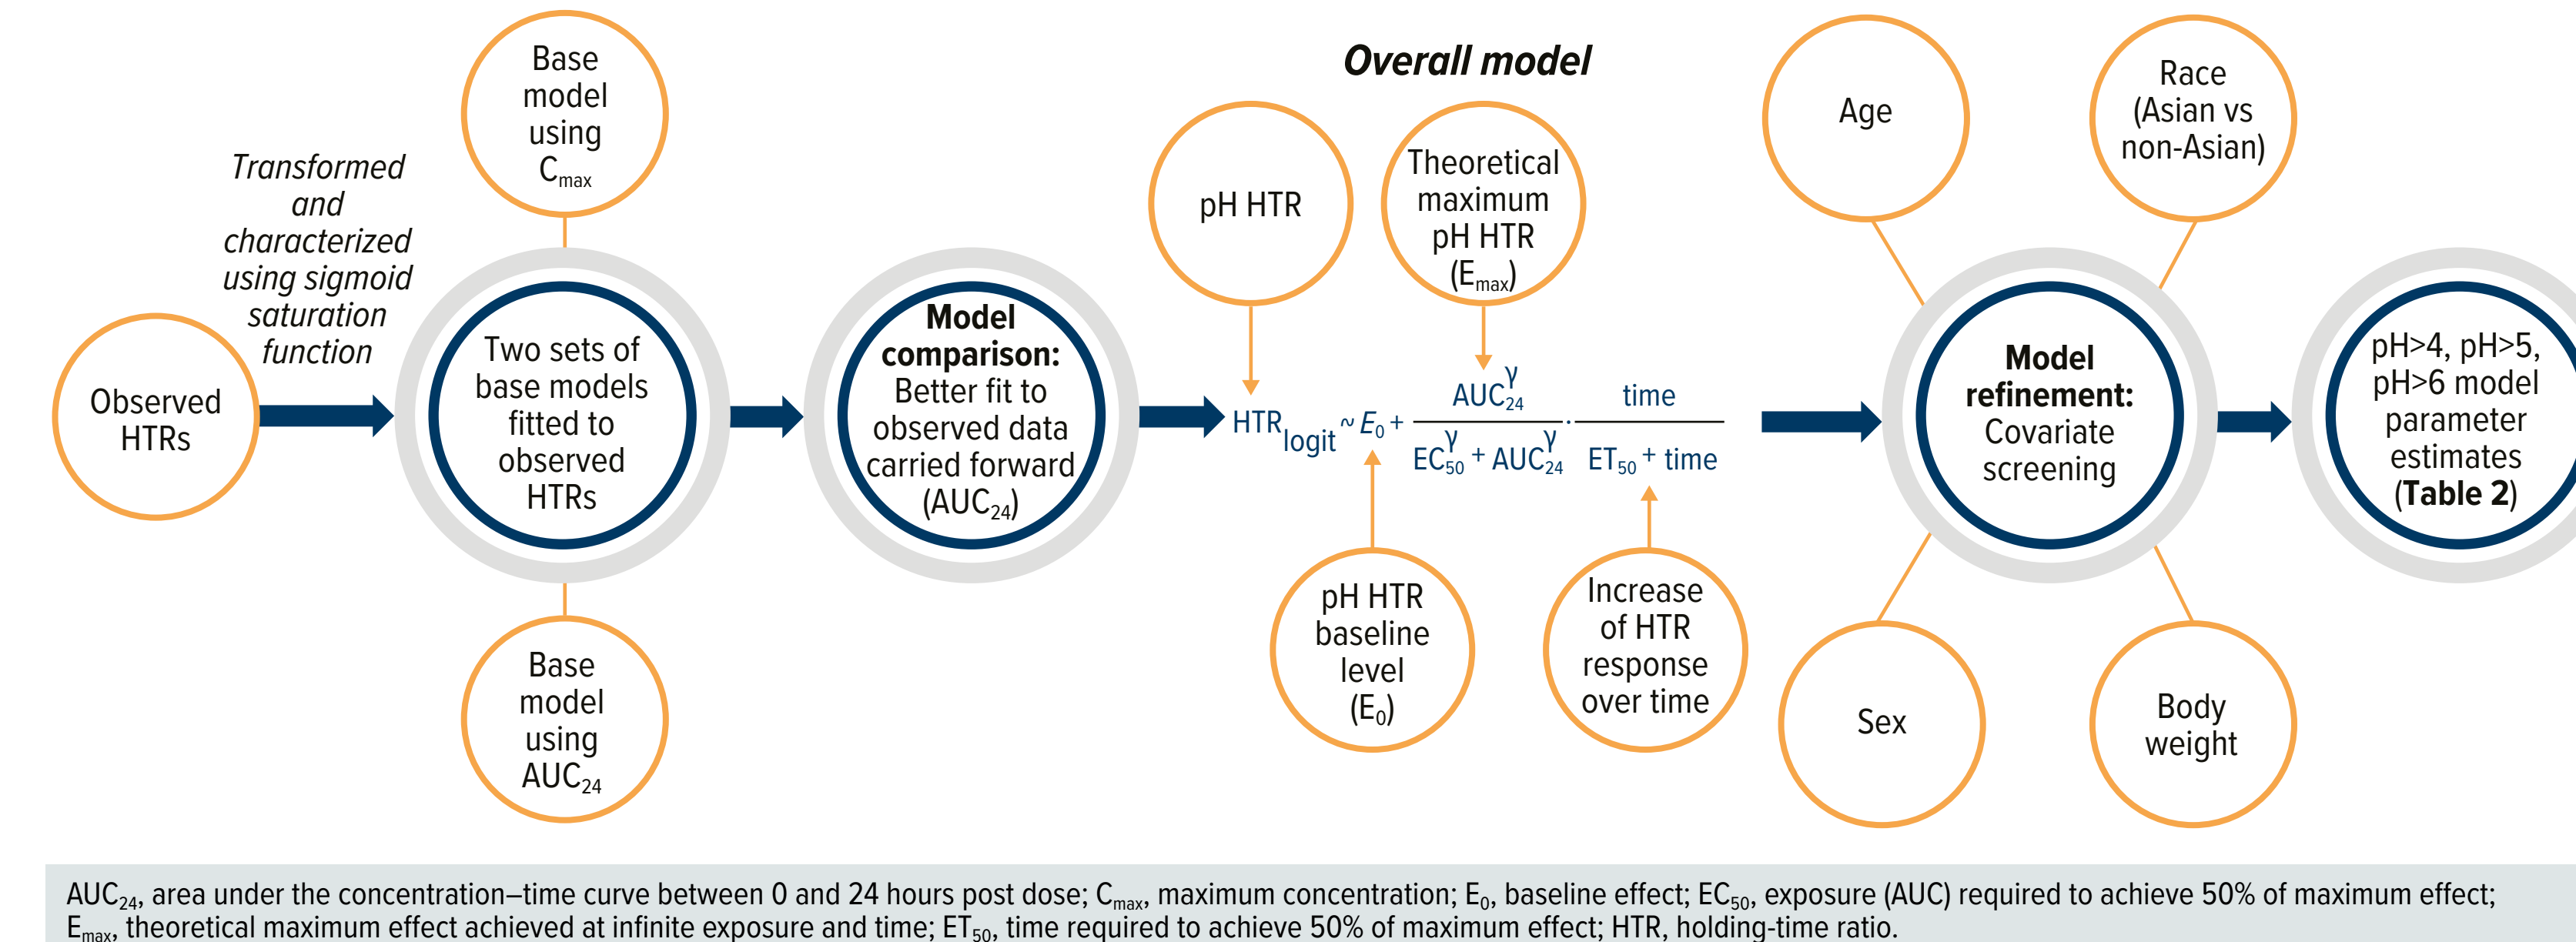 Overall model
Observed
HTRs
Transformed
and
characterized
using sigmoid
saturation
function
Base
model
using
Cmax
Two sets of
base models
fitted to
observed
HTRs
Base
model
using
AUC24
Model
comparison:
Better fit to
observed data
carried forward
(AUC24)
pH HTR
Theoretical
maximum
pH HTR
(Emax)
HTRlogit ~ E0 + AUC24^γ / (EC50^γ + AUC24^γ) · time / (ET50 + time)
pH HTR
baseline
level
(E0)
Increase
of HTR
response
over time
Age
Race
(Asian vs
non-Asian)
Model
refinement:
Covariate
screening
Sex
Body
weight
pH>4, pH>5,
pH>6 model
parameter
estimates
(Table 2)
AUC24, area under the concentration–time curve between 0 and 24 hours post dose; Cmax, maximum concentration; E0, baseline effect; EC50, exposure (AUC) required to achieve 50% of maximum effect;
Emax, theoretical maximum effect achieved at infinite exposure and time; ET50, time required to achieve 50% of maximum effect; HTR, holding-time ratio.